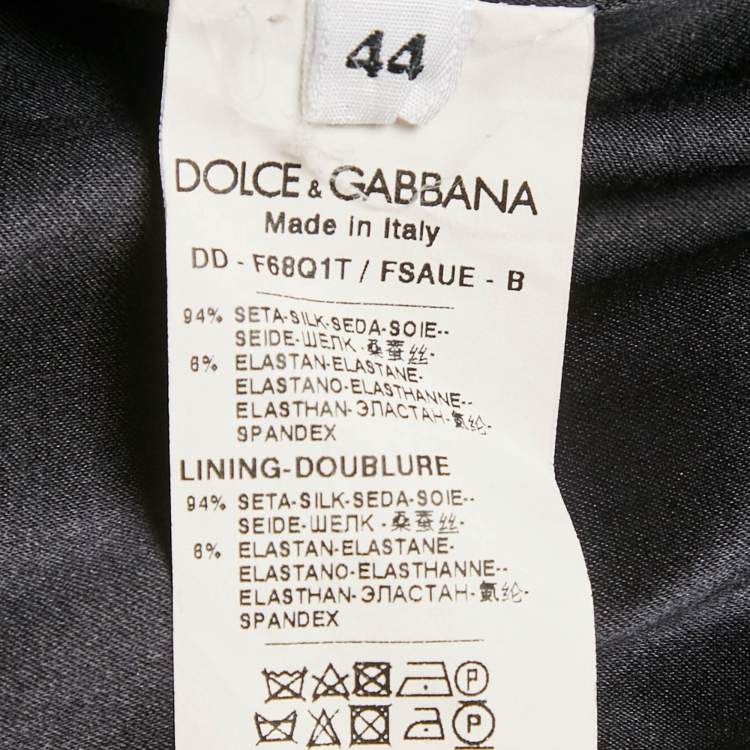 44
DOLCE & GABBANA
Made in Italy
DD - F68Q1T / FSAUE - B
94% SETA-SILK-SEDA-SOIE--
SEIDE-ШЕЛК-桑蚕丝-
6% ELASTAN-ELASTANE-
ELASTANO-ELASTHANNE--
ELASTHAN-ЭЛАСТАН-氨纶-
SPANDEX
LINING-DOUBLURE
94% SETA-SILK-SEDA-SOIE--
SEIDE-ШЕЛК-桑蚕丝-
6% ELASTAN-ELASTANE-
ELASTANO-ELASTHANNE--
ELASTHAN-ЭЛАСТАН-氨纶-
SPANDEX
P
P